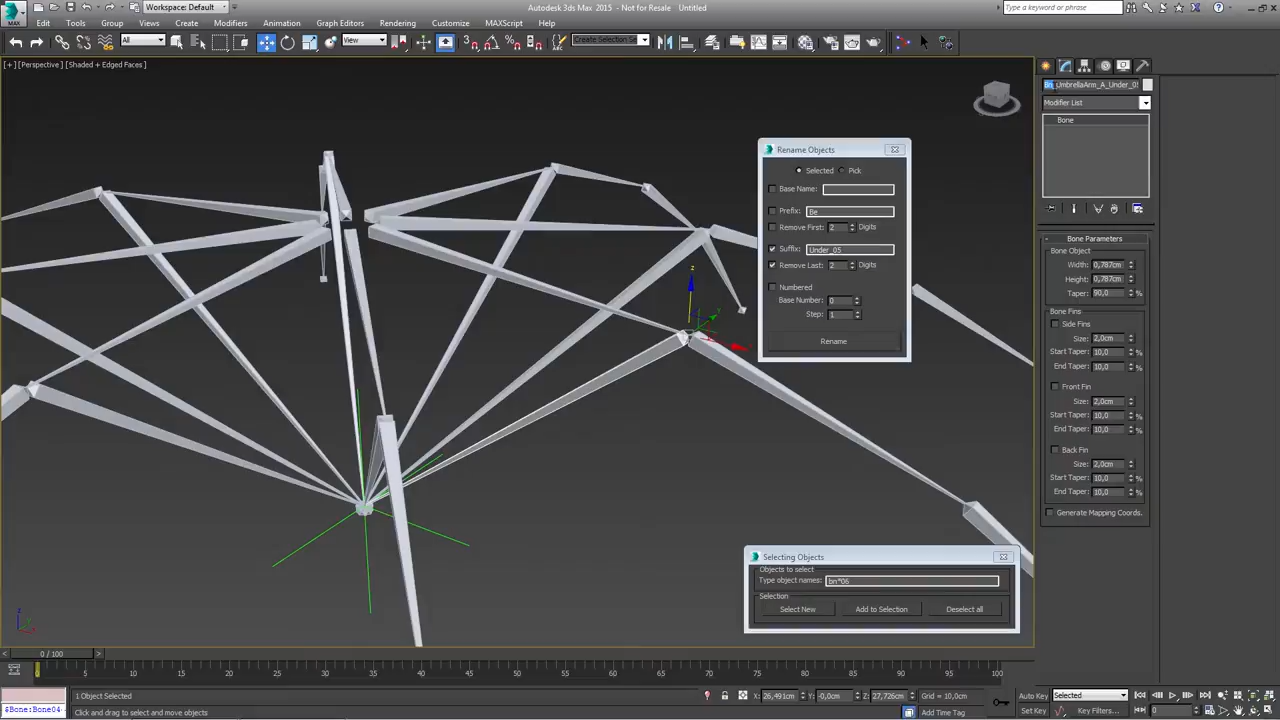 Autodesk 3ds Max 2015 - Not for Resale   Untitled
Workspace: Default
Type a keyword or phrase
MAX
Edit Tools Group Views Create Modifiers Animation Graph Editors Rendering Customize MAXScript Help
All
View
Create Selection Se
[+] [Perspective] [Shaded + Edged Faces]
Bn_UmbrellaArm_A_Under_05
Modifier List
Bone
Rename Objects
Selected Pick
Base Name:
Prefix: Be
Remove First: 2 Digits
Suffix: Under_05
Remove Last: 2 Digits
Numbered
Base Number: 0
Step: 1
Rename
Bone Parameters
Bone Object
Width: 0,787cm
Height: 0,787cm
Taper: 90,0 %
Bone Fins
Side Fins
Size: 2,0cm
Start Taper: 10,0 %
End Taper: 10,0 %
Front Fin
Size: 2,0cm
Start Taper: 10,0 %
End Taper: 10,0 %
Back Fin
Size: 2,0cm
Start Taper: 10,0 %
End Taper: 10,0 %
Generate Mapping Coords.
Selecting Objects
Objects to select
Type object names: bn*06
Selection
Select New Add to Selection Deselect all
z
0 / 100
0 5 10 15 20 25 30 35 40 45 50 55 60 65 70 75 80 85 90 95 100
1 Object Selected
X: 26,491cm Y: -0,0cm Z: 27,726cm Grid = 10,0cm
Auto Key Selected
$Bone:Bone04
Click and drag to select and move objects
Add Time Tag
Set Key Key Filters... 0